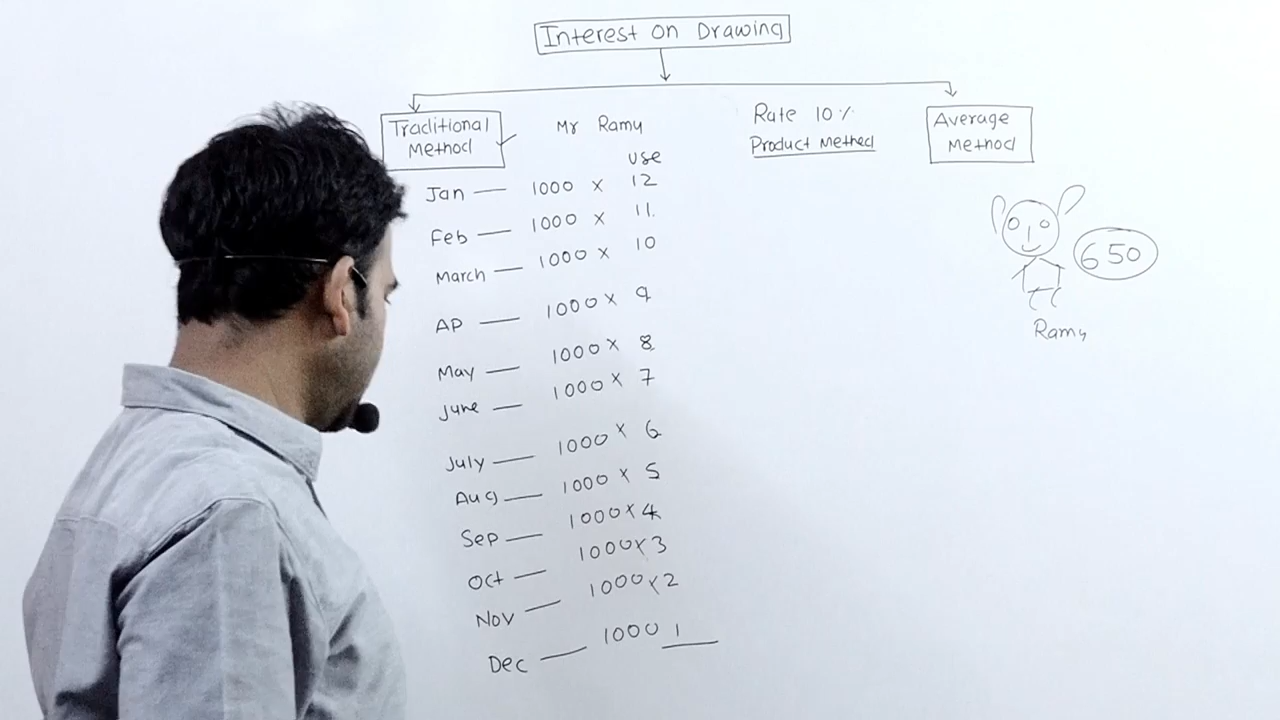 Interest on Drawing
Traditional Method
Mr Ramu
Rate 10%
Product Method
Average Method
use
Jan — 1000 x 12
Feb — 1000 x 11
March — 1000 x 10
AP — 1000 x 9
May — 1000 x 8
June — 1000 x 7
July — 1000 x 6
Aug — 1000 x 5
Sep — 1000 x 4
Oct — 1000 x 3
Nov — 1000 x 2
Dec — 1000 1
650
Ramu